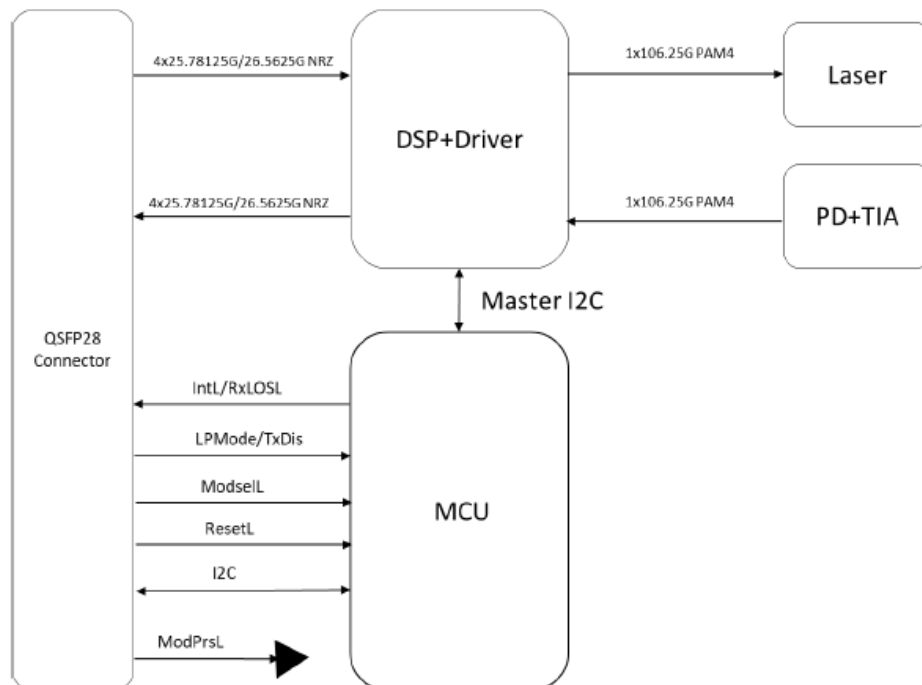 4x25.78125G/26.5625G NRZ
1x106.25G PAM4
Laser
DSP+Driver
4x25.78125G/26.5625G NRZ
1x106.25G PAM4
PD+TIA
Master I2C
QSFP28
Connector
IntL/RxLOSL
LPMode/TxDis
ModselL
ResetL
I2C
ModPrsL
MCU